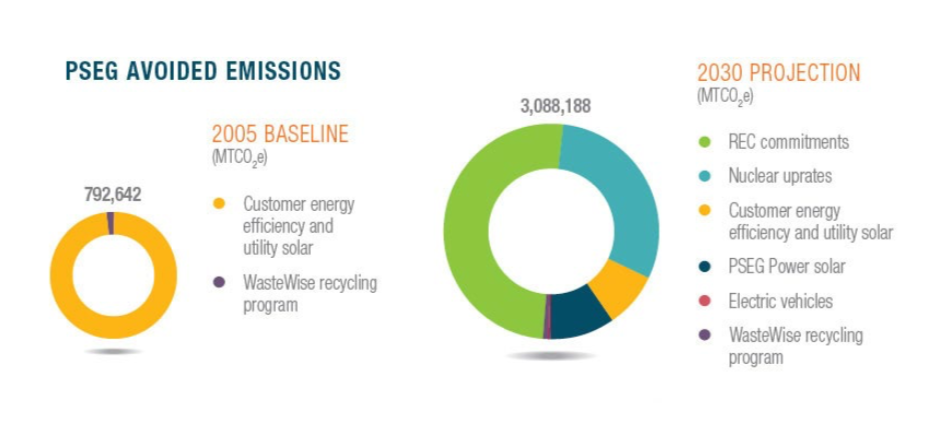 PSEG AVOIDED EMISSIONS
2005 BASELINE
(MTCO₂e)
792,642
Customer energy
efficiency and
utility solar
WasteWise recycling
program
3,088,188
2030 PROJECTION
(MTCO₂e)
REC commitments
Nuclear uprates
Customer energy
efficiency and utility solar
PSEG Power solar
Electric vehicles
WasteWise recycling
program